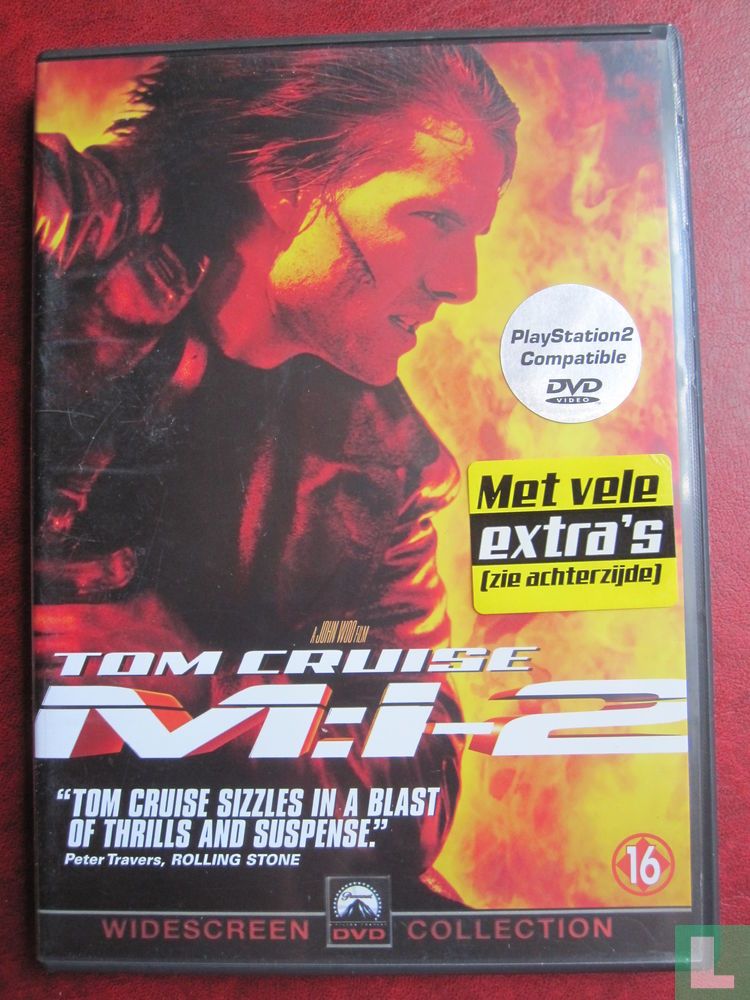 PlayStation2
Compatible
DVD
VIDEO
Met vele
extra's
(zie achterzijde)
A JOHN WOO FILM
TOM CRUISE
M:I-2
"TOM CRUISE SIZZLES IN A BLAST
OF THRILLS AND SUSPENSE."
Peter Travers, ROLLING STONE
16
Paramount
WIDESCREEN DVD COLLECTION
L